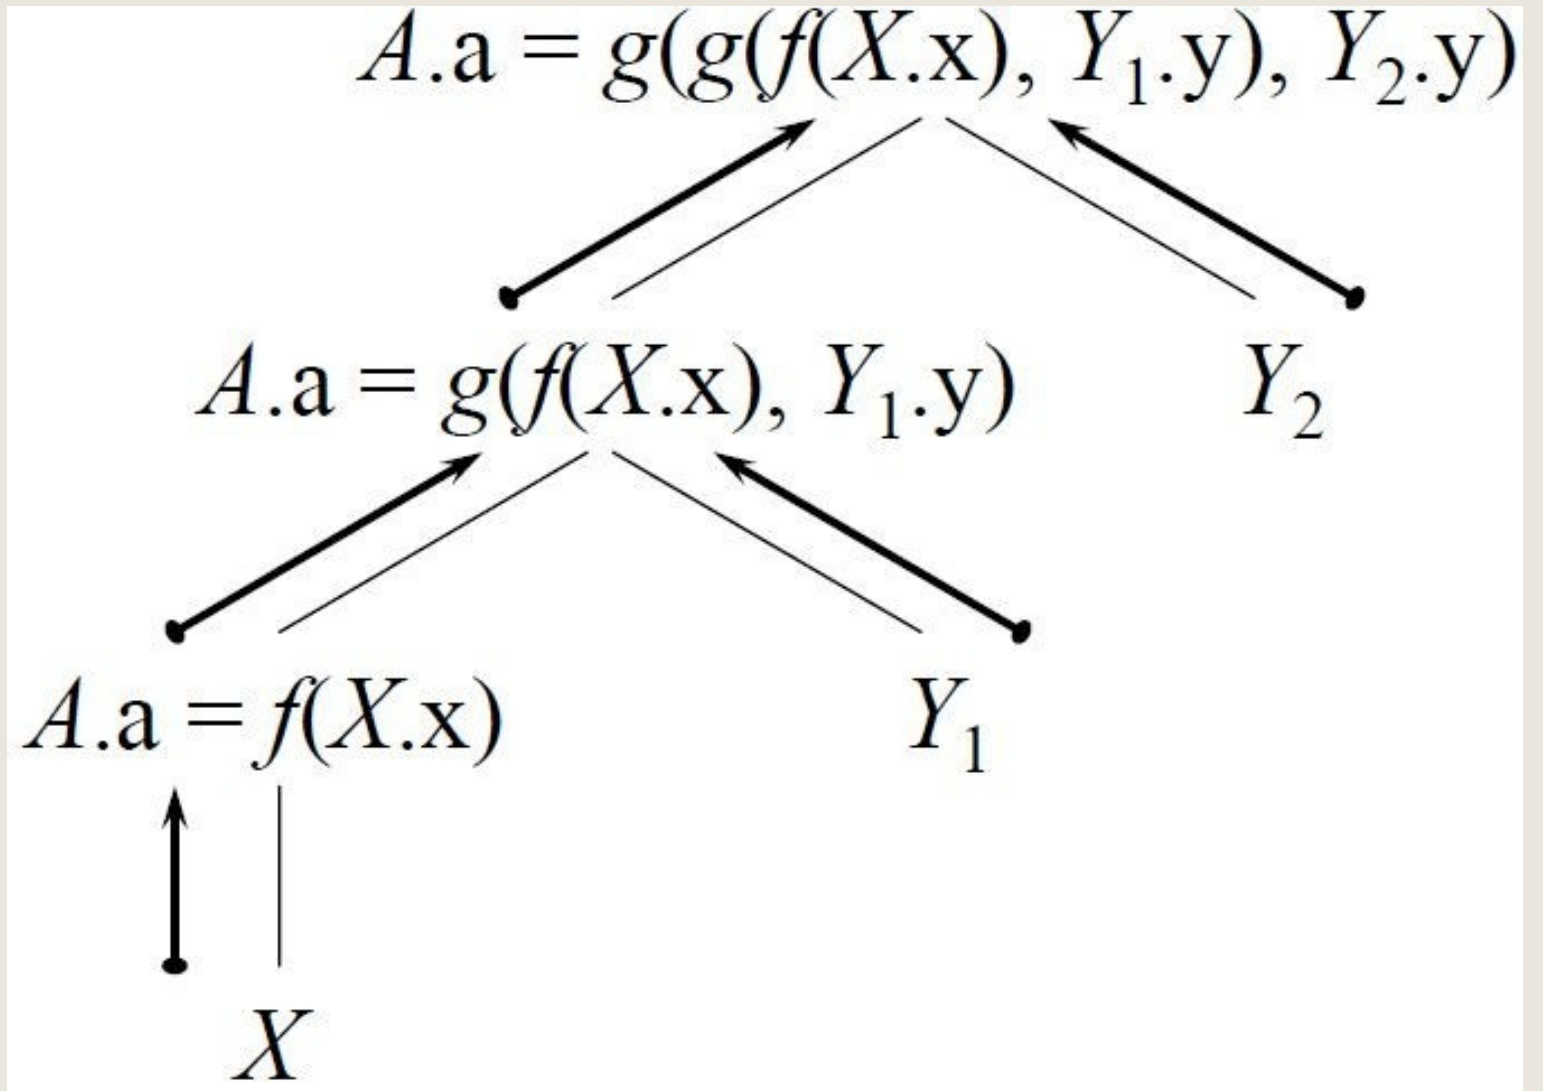 A.a = g(g(f(X.x), Y₁.y), Y₂.y)
A.a = g(f(X.x), Y₁.y) Y₂
A.a = f(X.x) Y₁
X